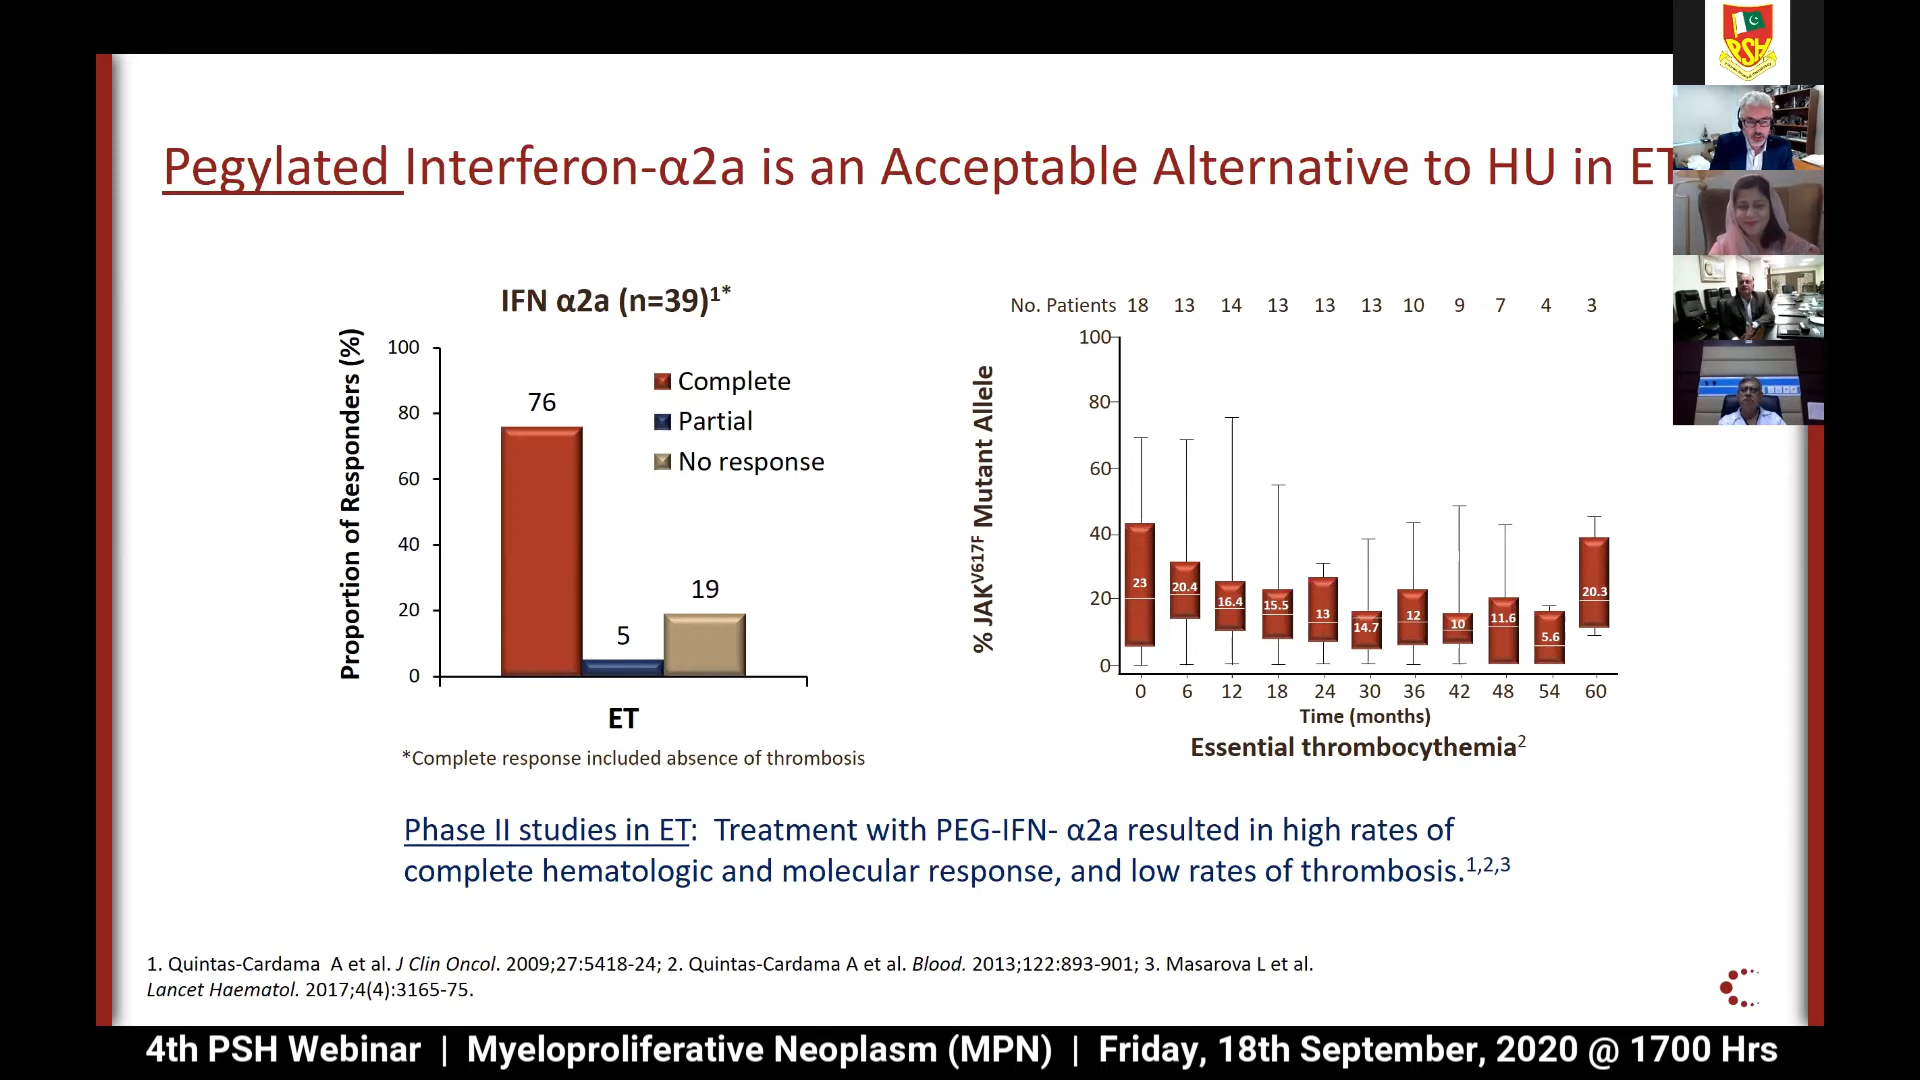 PSH
Pegylated Interferon-α2a is an Acceptable Alternative to HU in ET
IFN α2a (n=39)1*
Proportion of Responders (%)
100
80
60
40
20
0
76
5
19
Complete
Partial
No response
ET
*Complete response included absence of thrombosis
No. Patients 18 13 14 13 13 13 10 9 7 4 3
% JAKV617F Mutant Allele
100
80
60
40
20
0
23 20.4 16.4 15.5 13 14.7 12 10 11.6 5.6 20.3
0 6 12 18 24 30 36 42 48 54 60
Time (months)
Essential thrombocythemia2
Phase II studies in ET: Treatment with PEG-IFN- α2a resulted in high rates of
complete hematologic and molecular response, and low rates of thrombosis.1,2,3
1. Quintas-Cardama A et al. J Clin Oncol. 2009;27:5418-24; 2. Quintas-Cardama A et al. Blood. 2013;122:893-901; 3. Masarova L et al.
Lancet Haematol. 2017;4(4):3165-75.
4th PSH Webinar | Myeloproliferative Neoplasm (MPN) | Friday, 18th September, 2020 @ 1700 Hrs